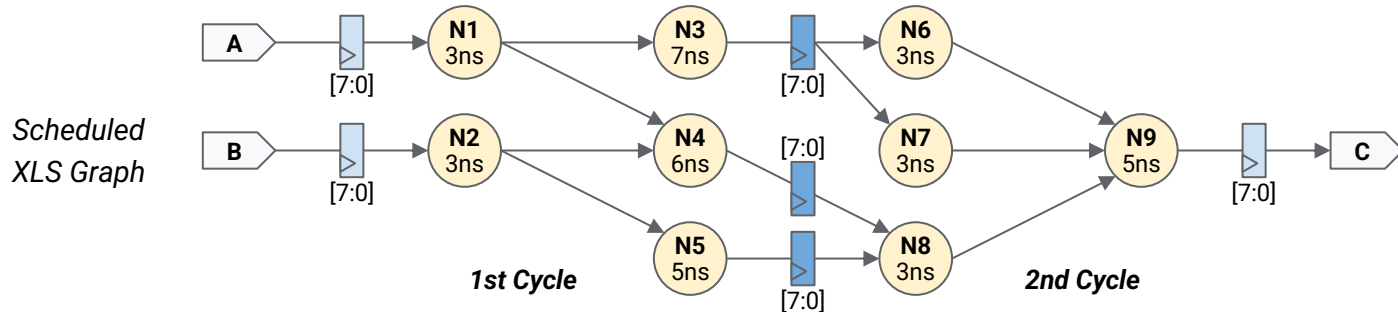 A
[7:0]
N1
3ns
N3
7ns
[7:0]
N6
3ns
Scheduled
XLS Graph
B
[7:0]
N2
3ns
N4
6ns
[7:0]
N7
3ns
N9
5ns
[7:0]
C
N5
5ns
[7:0]
N8
3ns
1st Cycle
2nd Cycle